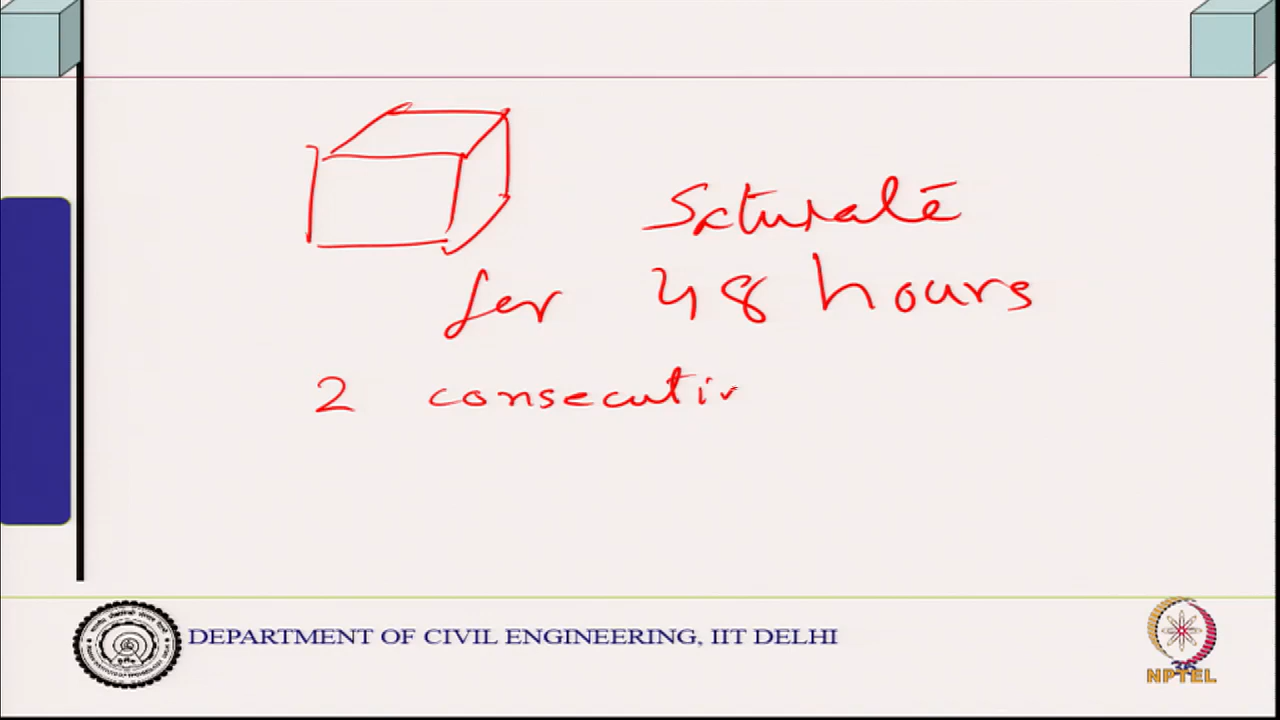 Saturate
for 48 hours
2 consecutiv
DEPARTMENT OF CIVIL ENGINEERING, IIT DELHI
NPTEL